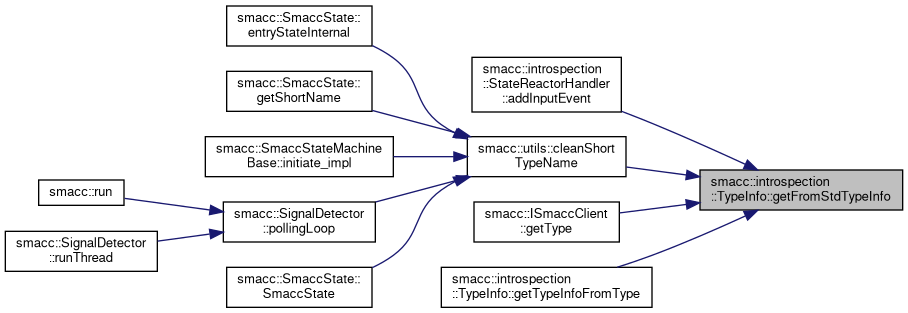 smacc::SmaccState::
entryStateInternal
smacc::SmaccState::
getShortName
smacc::SmaccStateMachine
Base::initiate_impl
smacc::run
smacc::SignalDetector
::runThread
smacc::SignalDetector
::pollingLoop
smacc::SmaccState::
SmaccState
smacc::introspection
::StateReactorHandler
::addInputEvent
smacc::utils::cleanShort
TypeName
smacc::ISmaccClient
::getType
smacc::introspection
::TypeInfo::getTypeInfoFromType
smacc::introspection
::TypeInfo::getFromStdTypeInfo